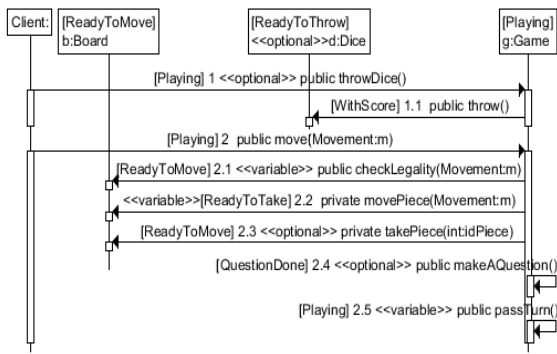 Client:
[ReadyToMove]
b:Board
[ReadyToThrow]
<<optional>>d:Dice
[Playing]
g:Game
[Playing] 1 <<optional>> public throwDice()
[WithScore] 1.1 public throw()
[Playing] 2 public move(Movement:m)
[ReadyToMove] 2.1 <<variable>> public checkLegality(Movement:m)
<<variable>>[ReadyToTake] 2.2 private movePiece(Movement:m)
[ReadyToMove] 2.3 <<optional>> private takePiece(int:idPiece)
[QuestionDone] 2.4 <<optional>> public makeAQuestion()
[Playing] 2.5 <<variable>> public passTurn()